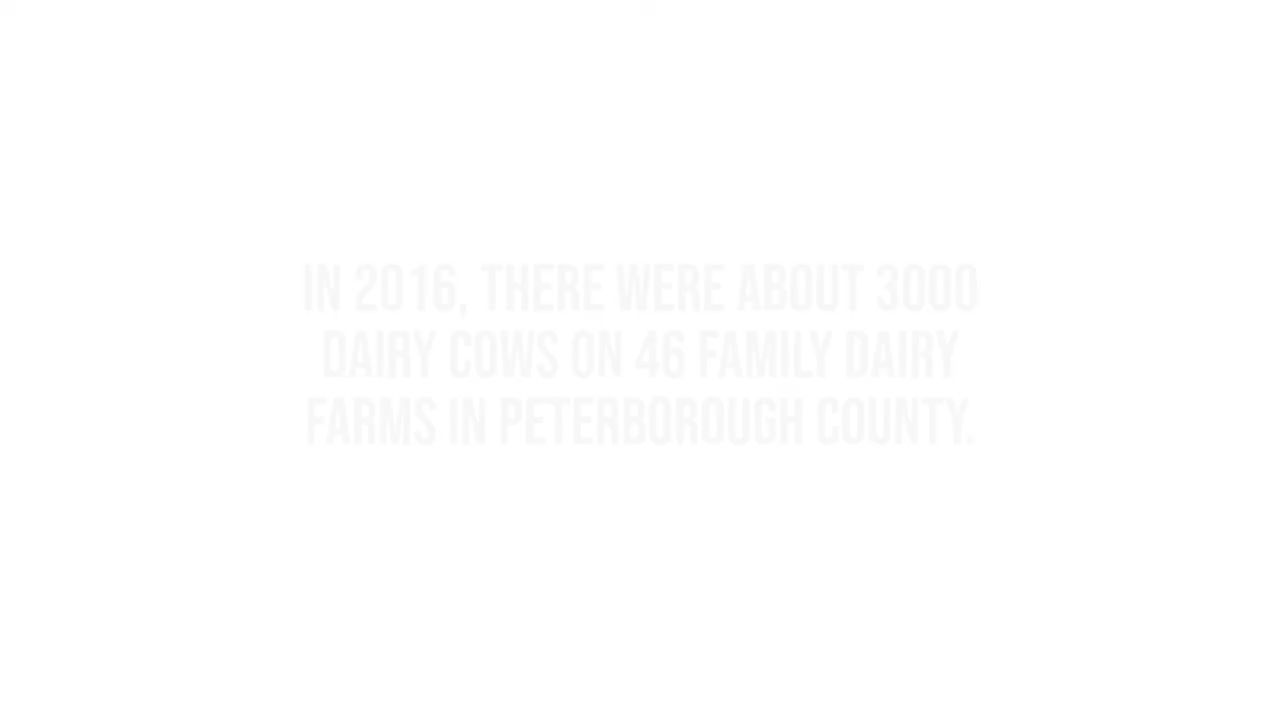 IN 2016, THERE WERE ABOUT 3000
DAIRY COWS ON 46 FAMILY DAIRY
FARMS IN PETERBOROUGH COUNTY.